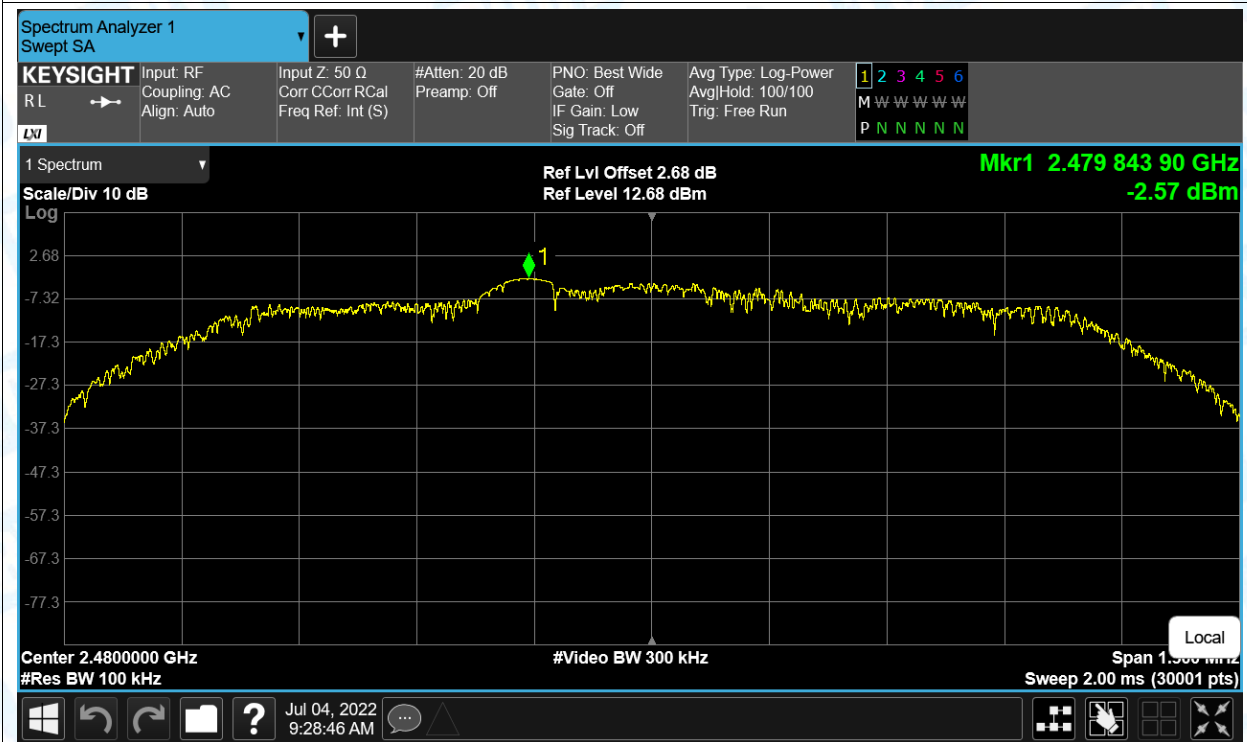 Spectrum Analyzer 1
Swept SA
KEYSIGHT
R L
LXI
Input: RF
Coupling: AC
Align: Auto
Input Z: 50 Ω
Corr CCorr RCal
Freq Ref: Int (S)
#Atten: 20 dB
Preamp: Off
PNO: Best Wide
Gate: Off
IF Gain: Low
Sig Track: Off
Avg Type: Log-Power
Avg|Hold: 100/100
Trig: Free Run
1 2 3 4 5 6
M W W W W W
P N N N N N
1 Spectrum
Scale/Div 10 dB
Log
Ref Lvl Offset 2.68 dB
Ref Level 12.68 dBm
Mkr1 2.479 843 90 GHz
-2.57 dBm
1
2.68
-7.32
-17.3
-27.3
-37.3
-47.3
-57.3
-67.3
-77.3
Local
Center 2.4800000 GHz
#Video BW 300 kHz
Span
#Res BW 100 kHz
Sweep 2.00 ms (30001 pts)
?
Jul 04, 2022
9:28:46 AM